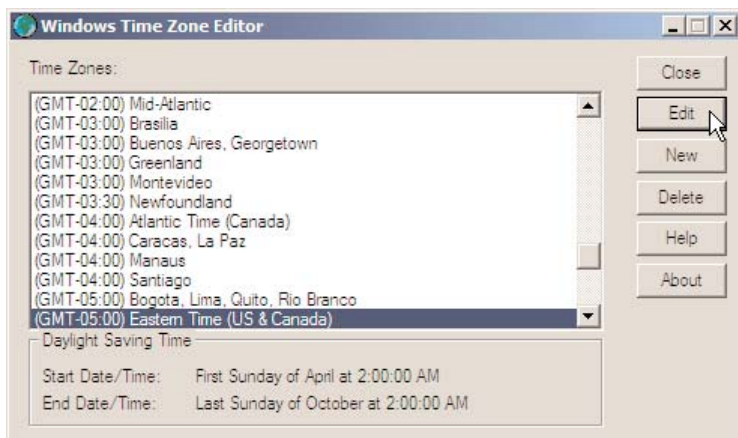 Windows Time Zone Editor
Time Zones:
(GMT-02:00) Mid-Atlantic
(GMT-03:00) Brasilia
(GMT-03:00) Buenos Aires, Georgetown
(GMT-03:00) Greenland
(GMT-03:00) Montevideo
(GMT-03:30) Newfoundland
(GMT-04:00) Atlantic Time (Canada)
(GMT-04:00) Caracas, La Paz
(GMT-04:00) Manaus
(GMT-04:00) Santiago
(GMT-05:00) Bogota, Lima, Quito, Rio Branco
(GMT-05:00) Eastern Time (US & Canada)
Close
Edit
New
Delete
Help
About
Daylight Saving Time
Start Date/Time: First Sunday of April at 2:00:00 AM
End Date/Time: Last Sunday of October at 2:00:00 AM